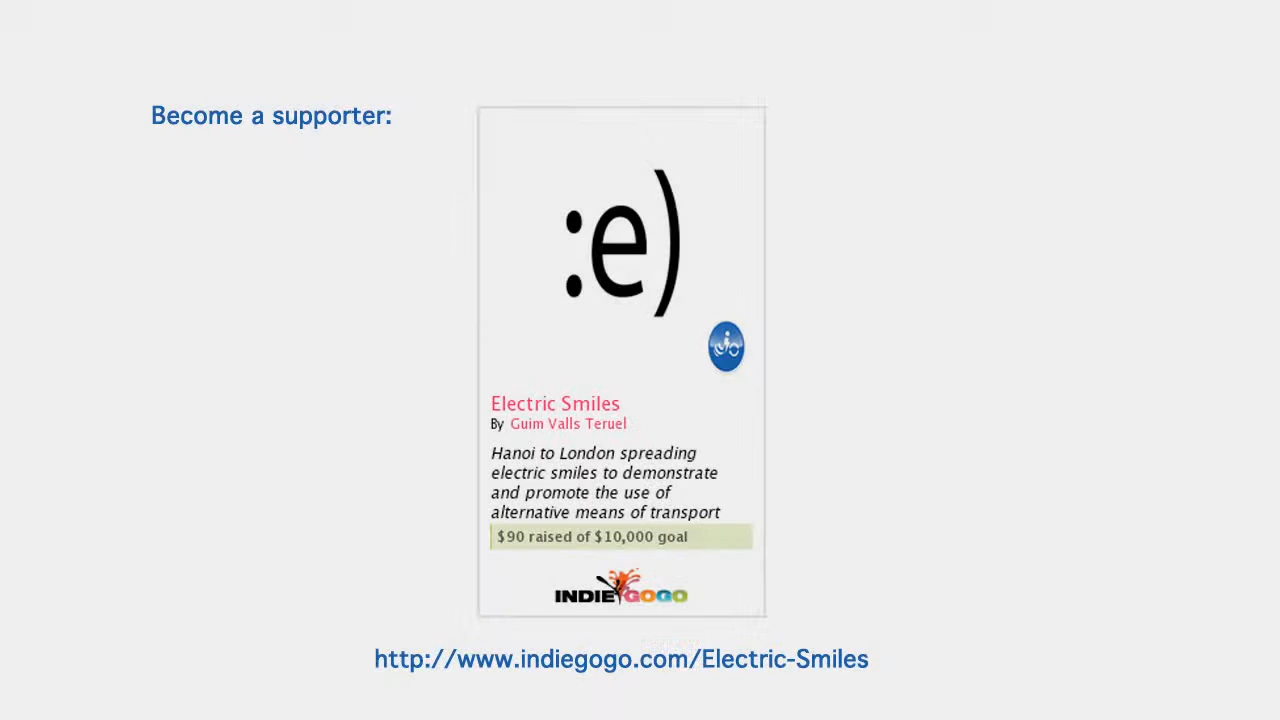 Become a supporter:
:e)
Electric Smiles
By Guim Valls Teruel
Hanoi to London spreading
electric smiles to demonstrate
and promote the use of
alternative means of transport
$90 raised of $10,000 goal
INDIEGOGO
http://www.indiegogo.com/Electric-Smiles